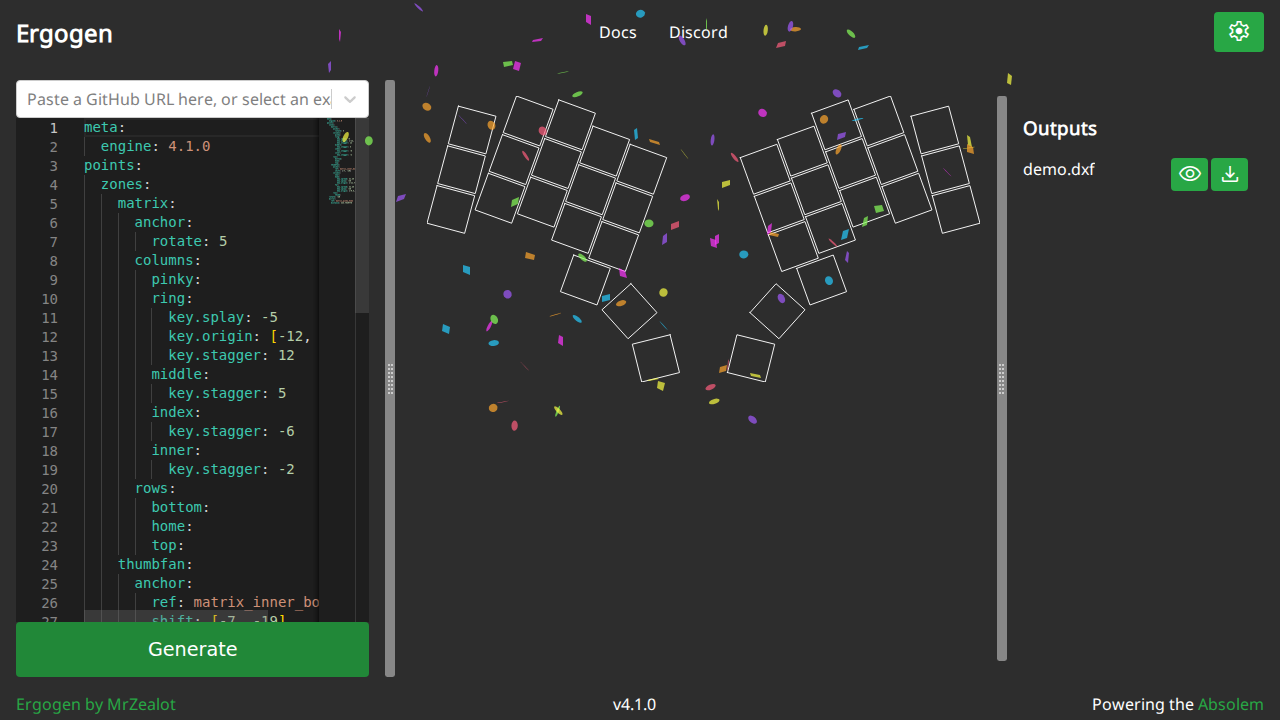 Ergogen
Docs
Discord
Paste a GitHub URL here, or select an ex
1 meta:
2 engine: 4.1.0
3 points:
4 zones:
5 matrix:
6 anchor:
7 rotate: 5
8 columns:
9 pinky:
10 ring:
11 key.splay: -5
12 key.origin: [-12,
13 key.stagger: 12
14 middle:
15 key.stagger: 5
16 index:
17 key.stagger: -6
18 inner:
19 key.stagger: -2
20 rows:
21 bottom:
22 home:
23 top:
24 thumbfan:
25 anchor:
26 ref: matrix_inner_bo
27 shift: [-7, -19]
Generate
Outputs
demo.dxf
Ergogen by MrZealot
v4.1.0
Powering the Absolem